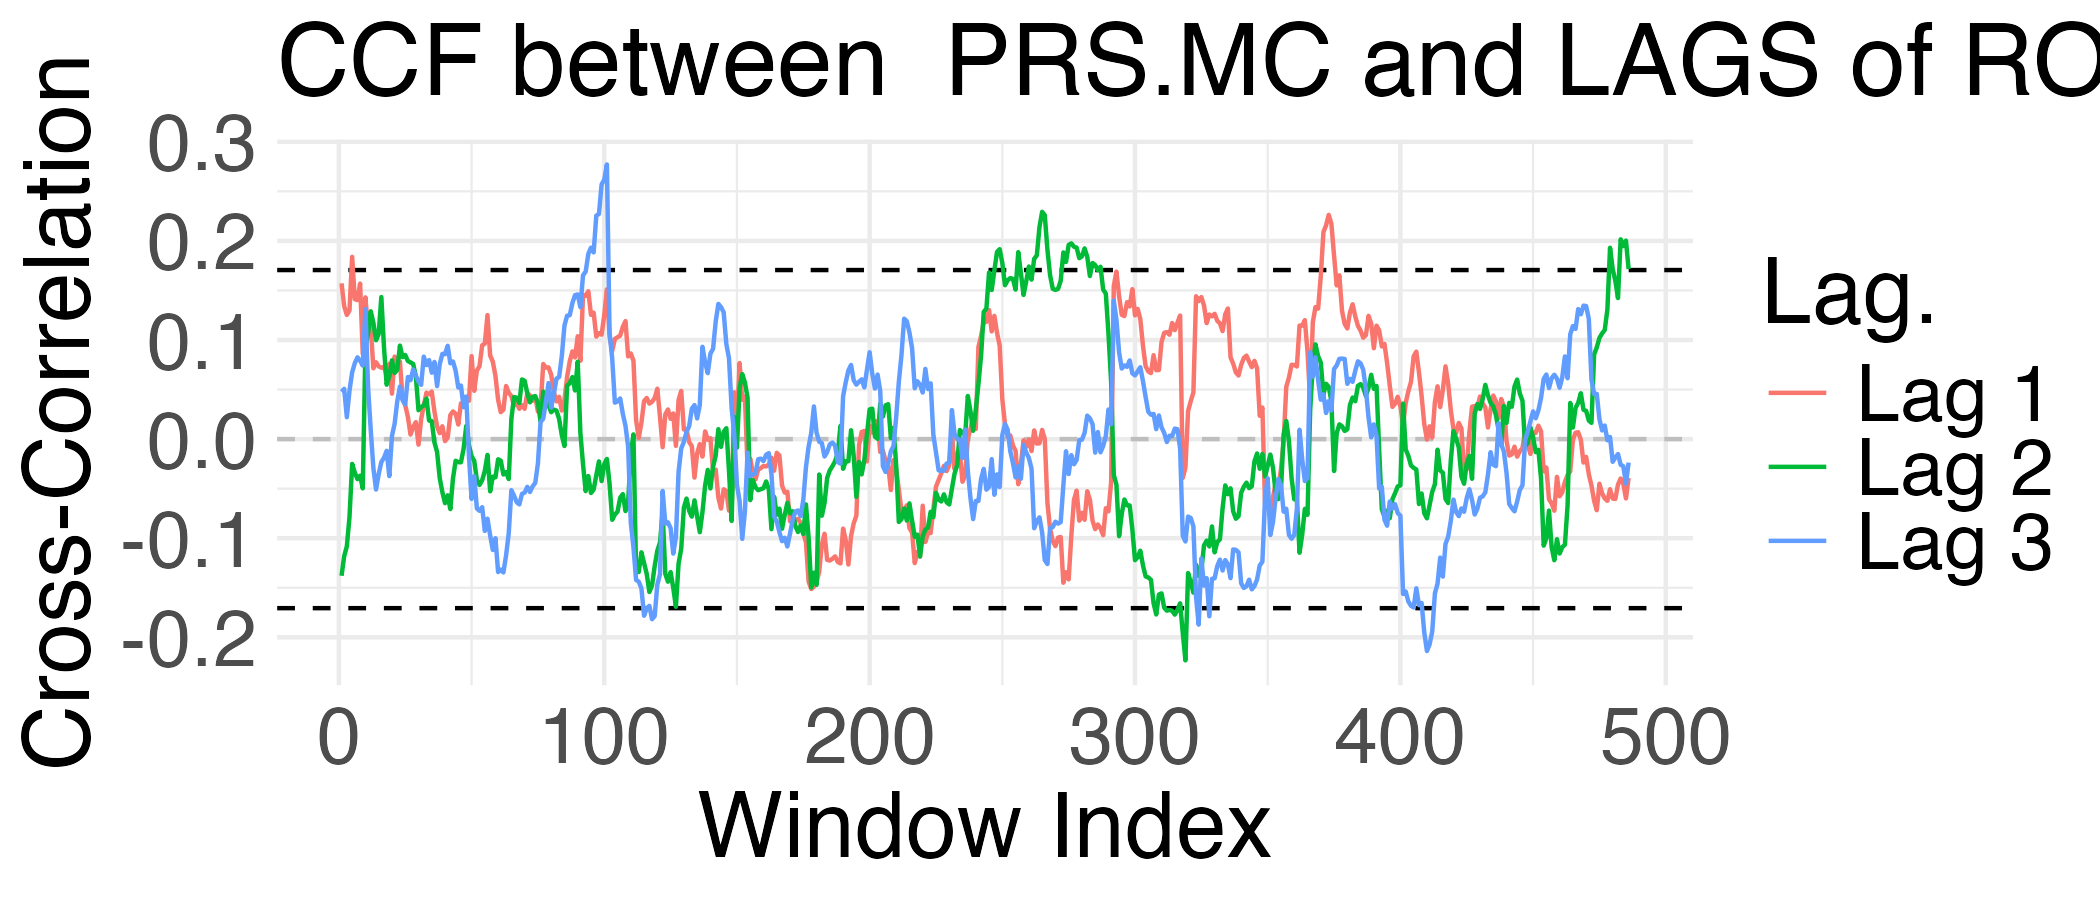 CCF between  PRS.MC and LAGS of RO
Cross-Correlation
0.3
0.2
0.1
0.0
-0.1
-0.2
0
100
200
300
400
500
Window Index
Lag.
Lag 1
Lag 2
Lag 3